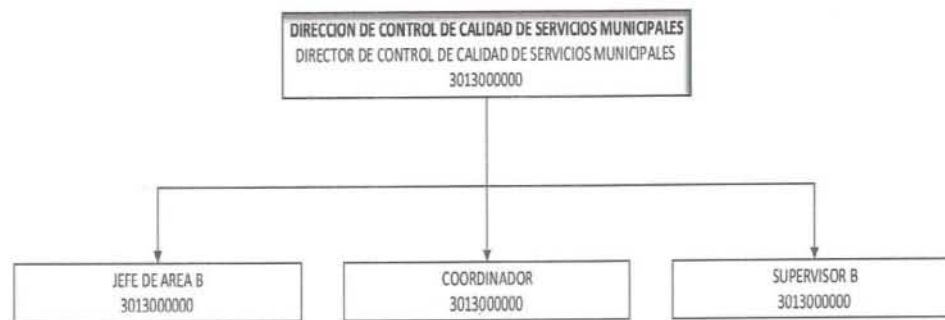 DIRECCION DE CONTROL DE CALIDAD DE SERVICIOS MUNICIPALES
DIRECTOR DE CONTROL DE CALIDAD DE SERVICIOS MUNICIPALES
3013000000
JEFE DE AREA B
3013000000
COORDINADOR
3013000000
SUPERVISOR B
3013000000